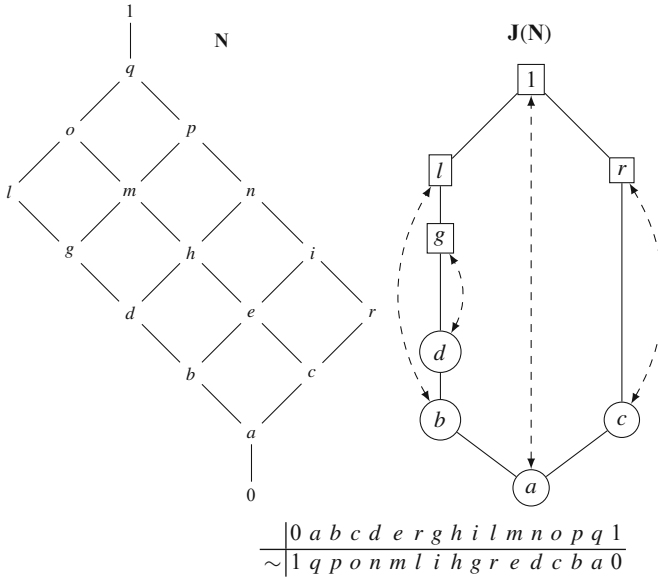 1
N
q
o p
l m n
g h i
d e r
b c
a
0
J(N)
1
l r
g
d
b c
a
0 a b c d e r g h i l m n o p q 1
∼ 1 q p o n m l i h g r e d c b a 0